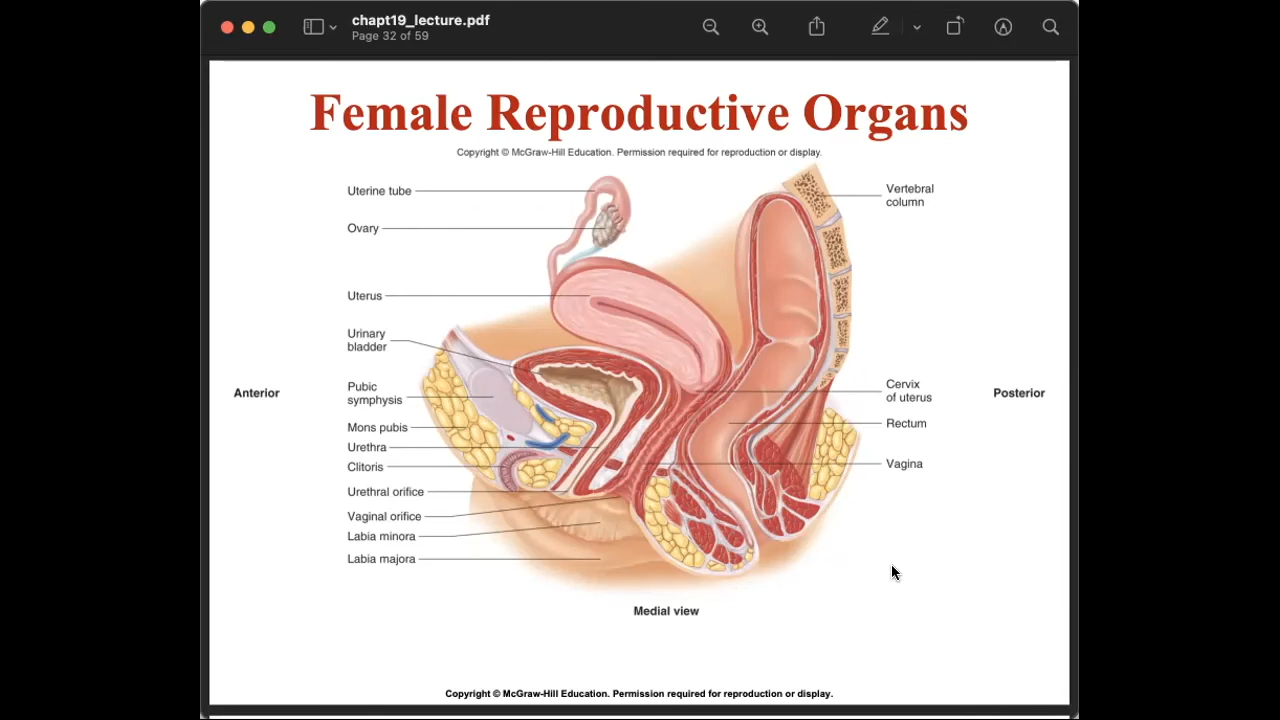 chapt19_lecture.pdf
Page 32 of 59
Female Reproductive Organs
Copyright © McGraw-Hill Education. Permission required for reproduction or display.
Uterine tube
Ovary
Uterus
Urinary
bladder
Pubic
symphysis
Mons pubis
Urethra
Clitoris
Urethral orifice
Vaginal orifice
Labia minora
Labia majora
Anterior
Vertebral
column
Cervix
of uterus
Rectum
Vagina
Posterior
Medial view
Copyright © McGraw-Hill Education. Permission required for reproduction or display.